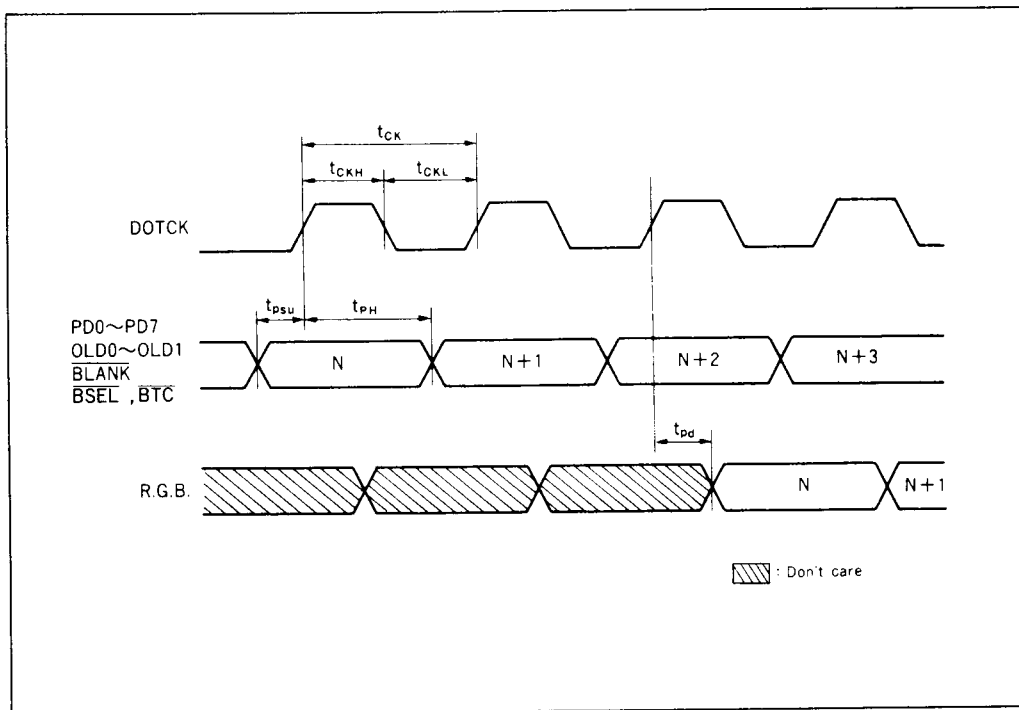 tCK
tCKH tCKL
DOTCK
tpsu tPH
PD0～PD7
OLD0～OLD1
BLANK
BSEL , BTC
N N+1 N+2 N+3
tpd
R.G.B. N N+1
: Don't care